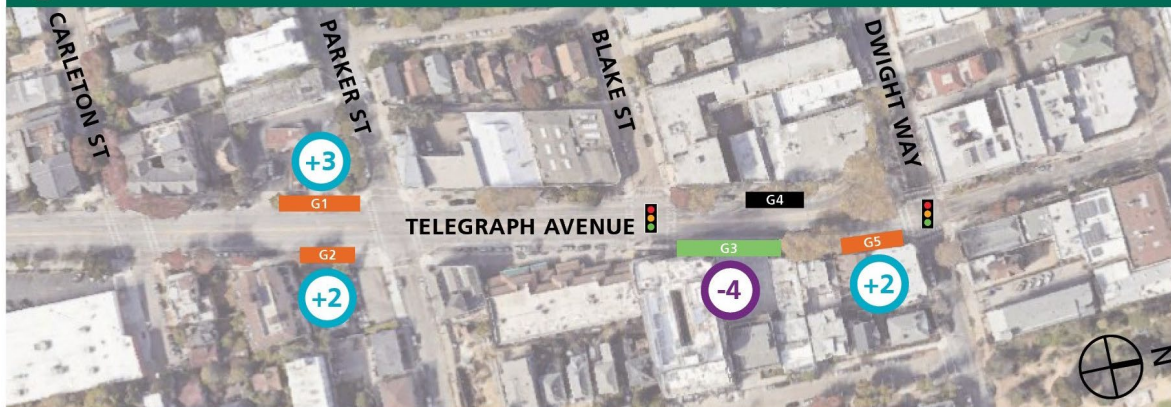 CARLETON ST
PARKER ST
BLAKE ST
DWIGHT WAY
+3
G1
G4
TELEGRAPH AVENUE
G2
G3
G5
+2
-4
+2
N